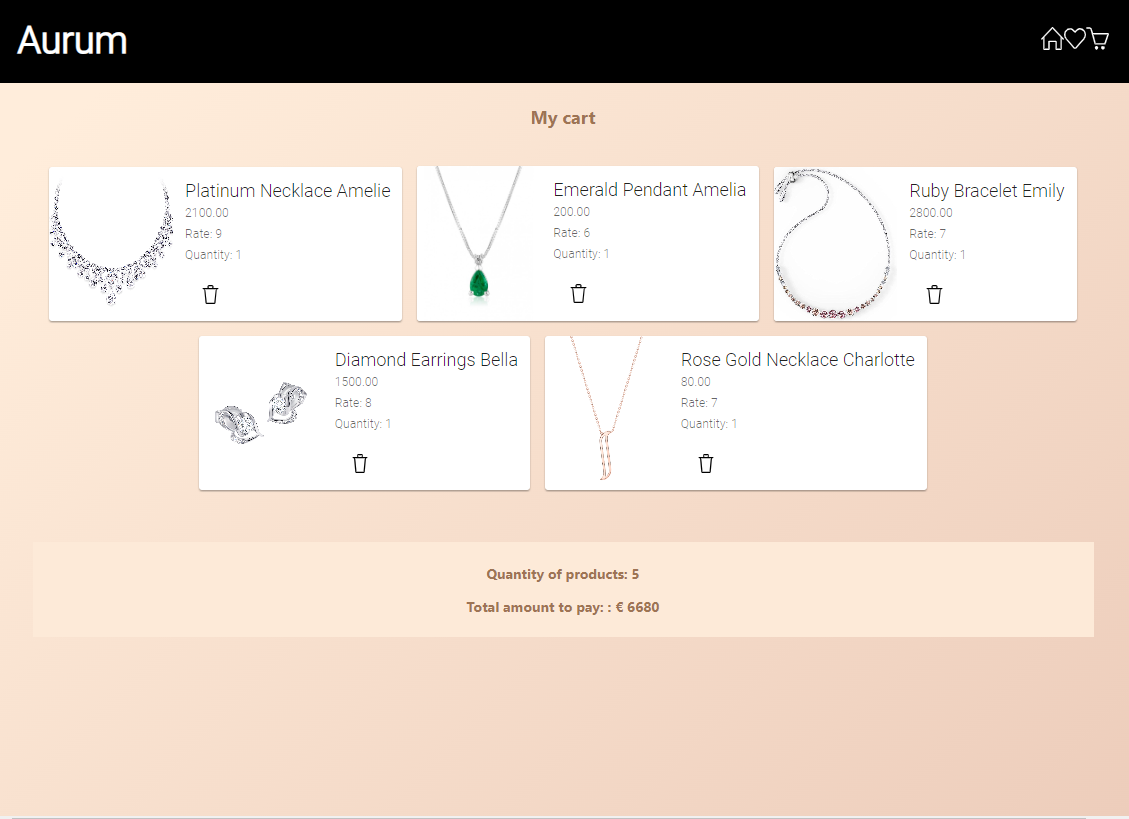 Aurum
My cart
Platinum Necklace Amelie
2100.00
Rate: 9
Quantity: 1
Emerald Pendant Amelia
200.00
Rate: 6
Quantity: 1
Ruby Bracelet Emily
2800.00
Rate: 7
Quantity: 1
Diamond Earrings Bella
1500.00
Rate: 8
Quantity: 1
Rose Gold Necklace Charlotte
80.00
Rate: 7
Quantity: 1
Quantity of products: 5
Total amount to pay: : € 6680